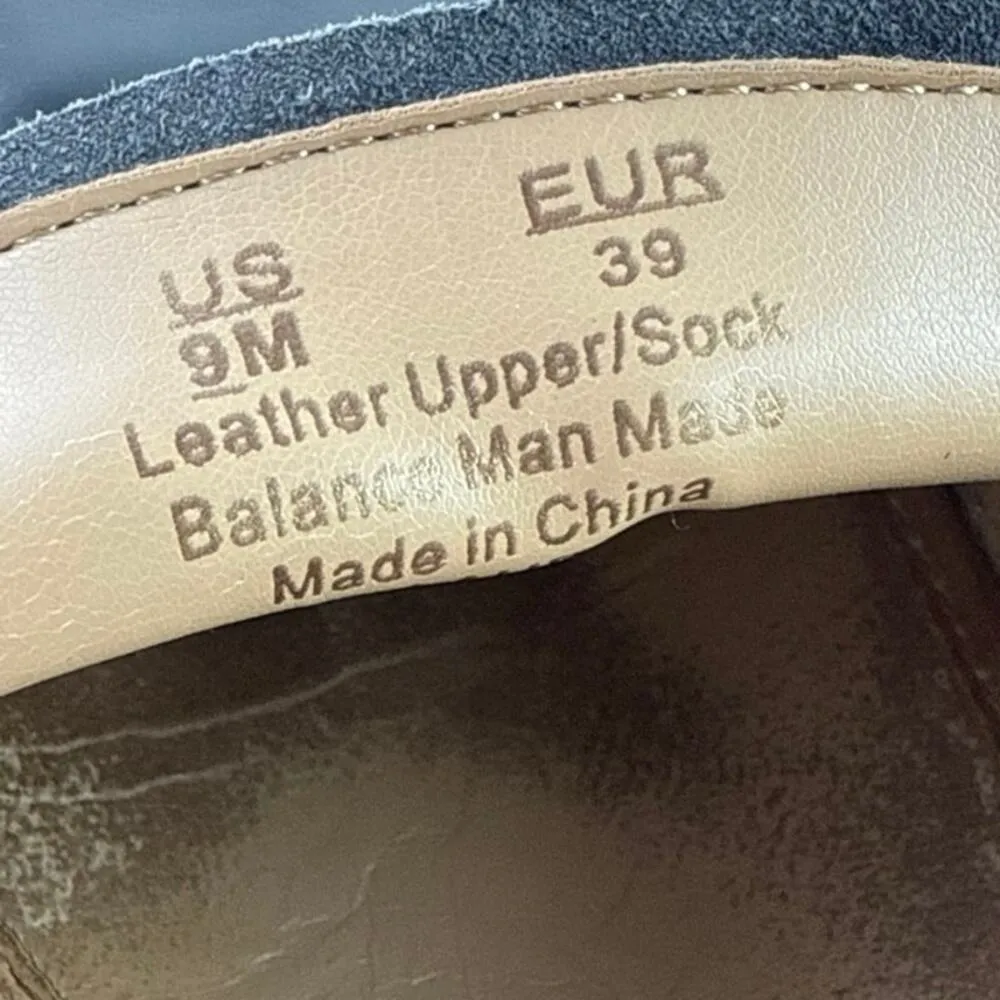 US EUR
9M 39
Leather Upper/Sock
Balance Man Made
Made in China